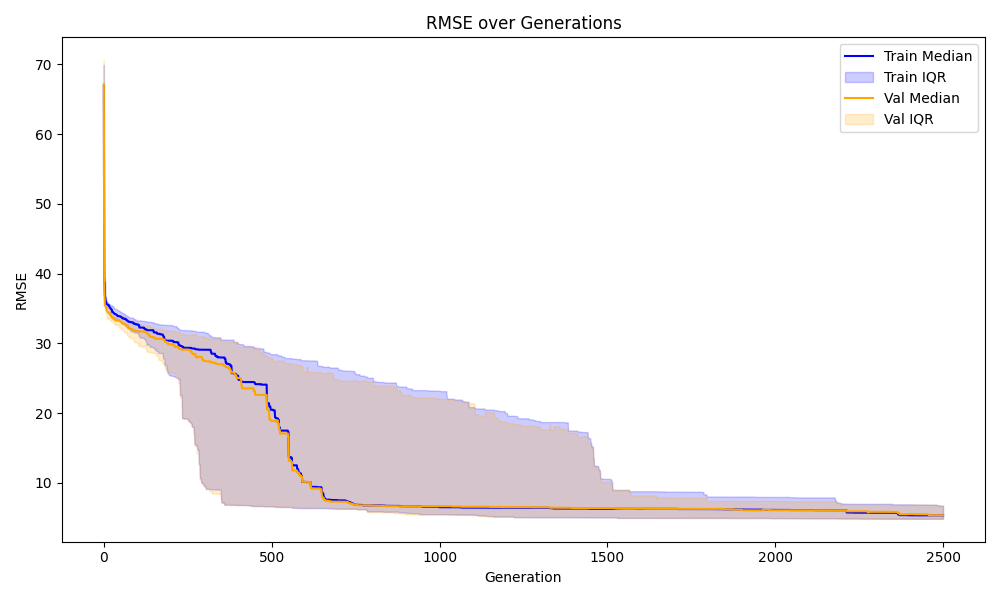 RMSE over Generations
Train Median
Train IQR
Val Median
Val IQR
RMSE
70
60
50
40
30
20
10
0
500
1000
1500
2000
2500
Generation